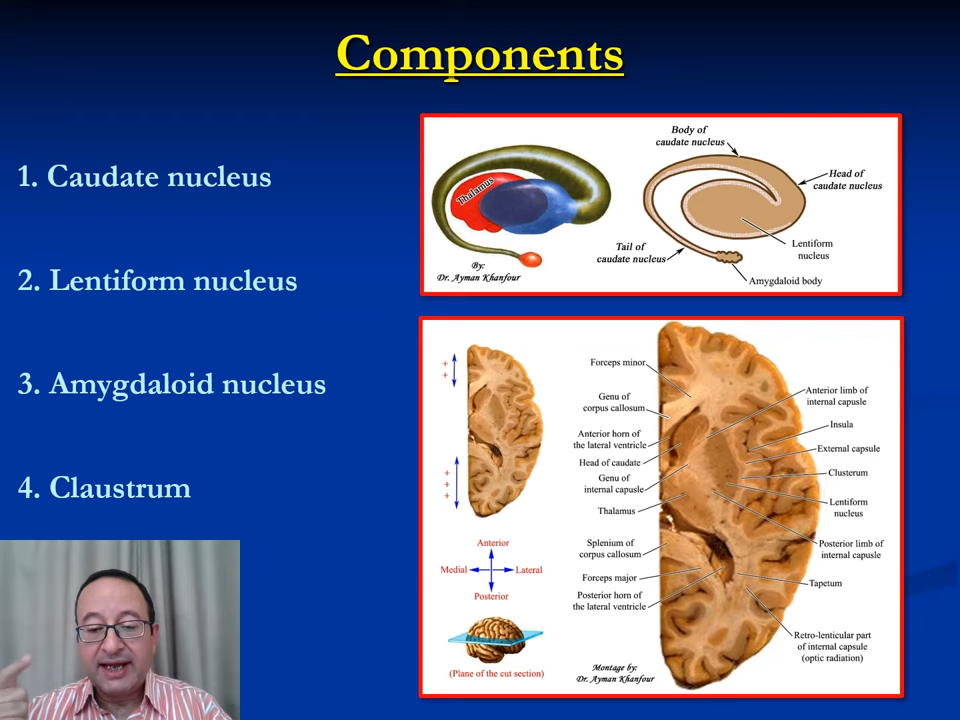 Components
1. Caudate nucleus
2. Lentiform nucleus
3. Amygdaloid nucleus
4. Claustrum
Thalamus
By:
Dr. Ayman Khanfour
Body of
caudate nucleus
Head of
caudate nucleus
Tail of
caudate nucleus
Lentiform
nucleus
Amygdaloid body
+
+
+
+
+
Anterior
Medial
Lateral
Posterior
(Plane of the cut section)
Forceps minor
Genu of
corpus callosum
Anterior horn of
the lateral ventricle
Head of caudate
Genu of
internal capusle
Thalamus
Splenium of
corpus callosum
Forceps major
Posterior horn of
the lateral ventricle
Anterior limb of
internal capusle
Insula
External capsule
Clusterum
Lentiform
nucleus
Posterior limb of
internal capsule
Tapetum
Retro-lenticular part
of internal capsule
(optic radiation)
Montage by:
Dr. Ayman Khanfour